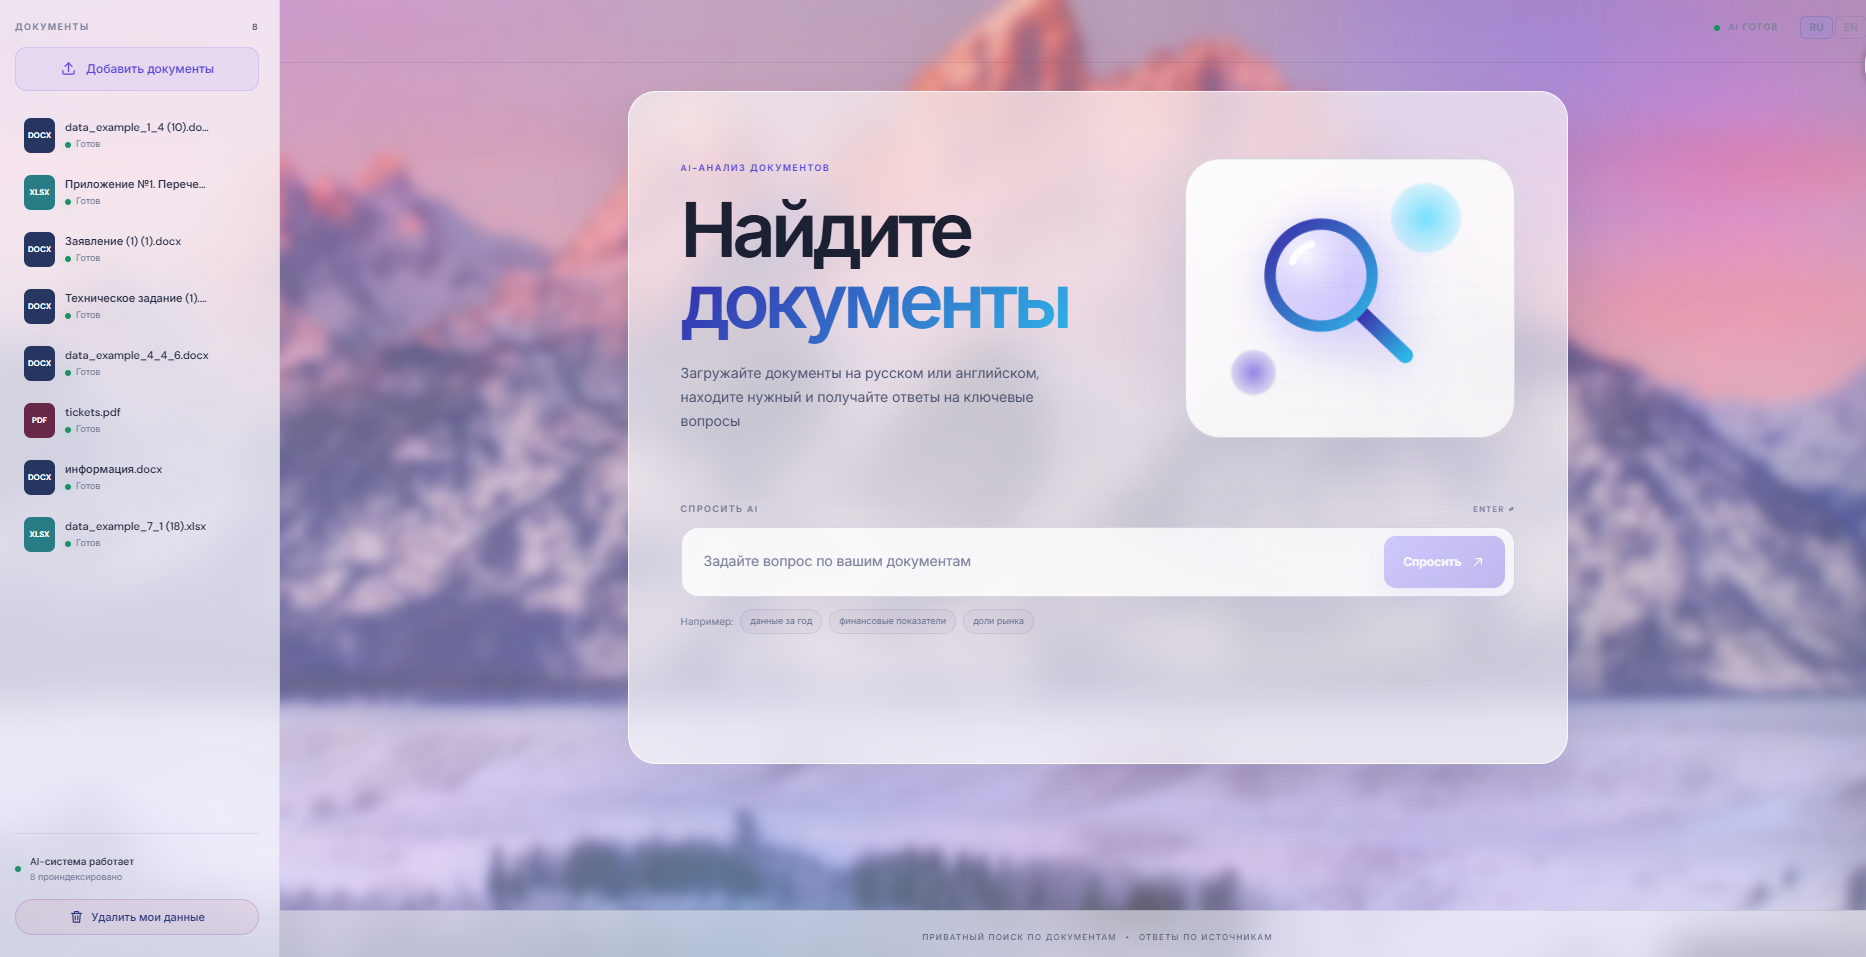 ДОКУМЕНТЫ 8
Добавить документы
DOCX data_example_1_4 (10).do...
Готов
XLSX Приложение №1. Перече...
Готов
DOCX Заявление (1) (1).docx
Готов
DOCX Техническое задание (1)....
Готов
DOCX data_example_4_4_6.docx
Готов
PDF tickets.pdf
Готов
DOCX информация.docx
Готов
XLSX data_example_7_1 (18).xlsx
Готов
AI-система работает
8 проиндексировано
Удалить мои данные
AI ГОТОВ RU EN
AI-АНАЛИЗ ДОКУМЕНТОВ
Найдите
документы
Загружайте документы на русском или английском,
находите нужный и получайте ответы на ключевые
вопросы
СПРОСИТЬ AI ENTER
Задайте вопрос по вашим документам Спросить
Например: данные за год финансовые показатели доли рынка
ПРИВАТНЫЙ ПОИСК ПО ДОКУМЕНТАМ • ОТВЕТЫ ПО ИСТОЧНИКАМ